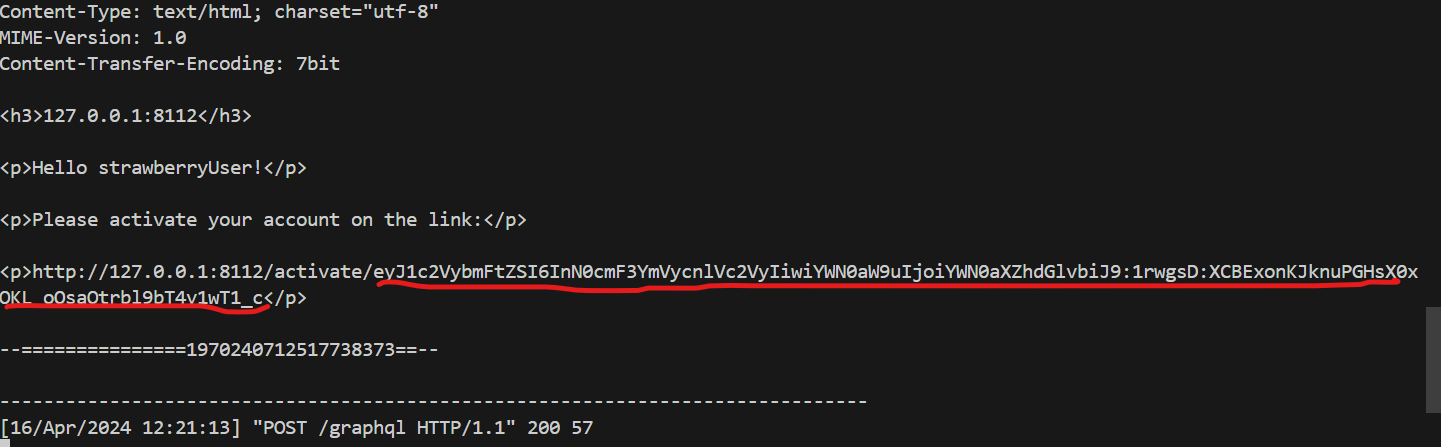 Content-Type: text/html; charset="utf-8"
MIME-Version: 1.0
Content-Transfer-Encoding: 7bit
<h3>127.0.0.1:8112</h3>
<p>Hello strawberryUser!</p>
<p>Please activate your account on the link:</p>
<p>http://127.0.0.1:8112/activate/eyJ1c2VybmFtZSI6InN0cmF3YmVycnlVc2VyIiwiYWN0aW9uIjoiYWN0aXZhdGlvbiJ9:1rwgsD:XCBExonKJknuPGHsX0x
OKL_oOsaOtrbl9bT4v1wT1_c</p>
--===============1970240712517738373==--
-------------------------------------------------------------------------------
[16/Apr/2024 12:21:13] "POST /graphql HTTP/1.1" 200 57